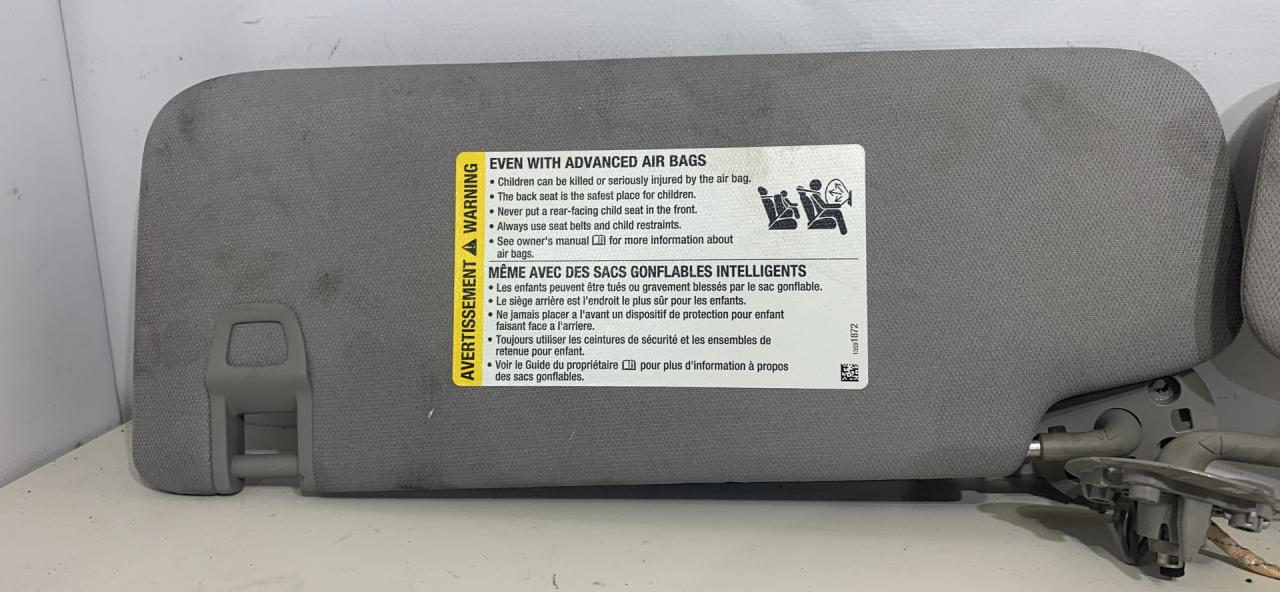 AVERTISSEMENT ⚠ WARNING
EVEN WITH ADVANCED AIR BAGS
• Children can be killed or seriously injured by the air bag.
• The back seat is the safest place for children.
• Never put a rear-facing child seat in the front.
• Always use seat belts and child restraints.
• See owner's manual for more information about
air bags.
MÊME AVEC DES SACS GONFLABLES INTELLIGENTS
• Les enfants peuvent être tués ou gravement blessés par le sac gonflable.
• Le siège arrière est l'endroit le plus sûr pour les enfants.
• Ne jamais placer a l'avant un dispositif de protection pour enfant
faisant face a l'arriere.
• Toujours utiliser les ceintures de sécurité et les ensembles de
retenue pour enfant.
• Voir le Guide du propriétaire pour plus d'information à propos
des sacs gonflables.
13591872